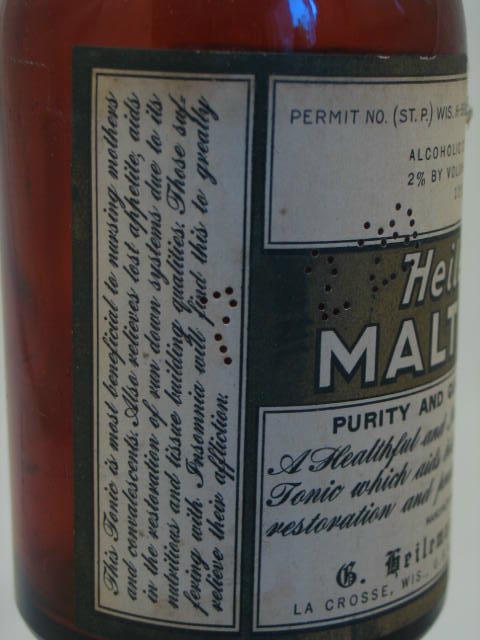 This Tonic is most beneficial to nursing mothers
and convalescents. Also relieves lost appetite, aids
in the restoration of run down systems due to its
nutritious and tissue building qualities. Those suf-
fering with Insomnia will find this to greatly
relieve their affliction.
PERMIT NO. (ST. P.) WIS. H-
ALCOHOLIC
2% BY VOLU
Heil
MALT
PURITY AND
A Healthful and
Tonic which aids
restoration and
G. Heilem
LA CROSSE, WIS., U.